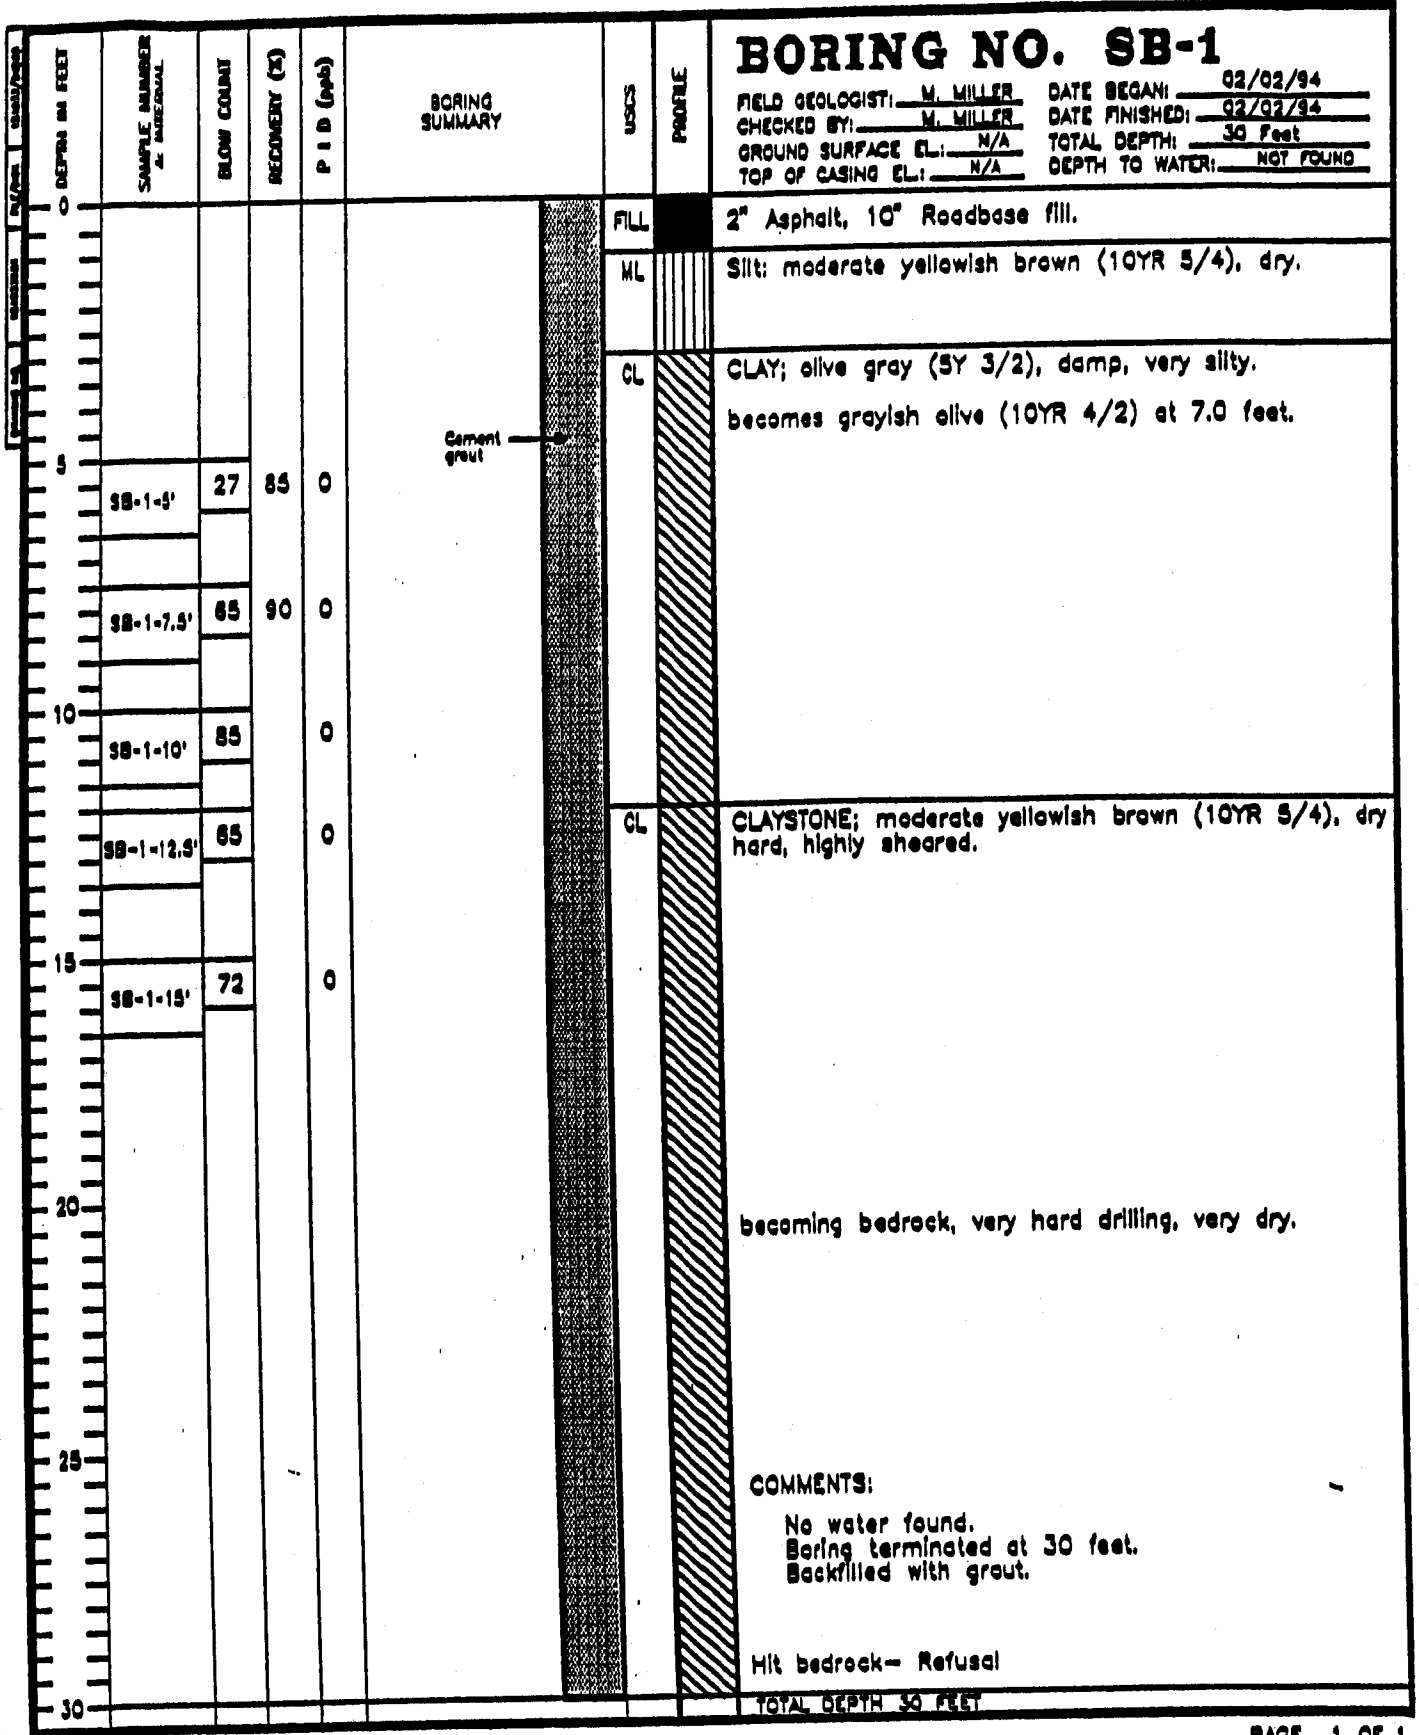 BORING NO. SB-1
FIELD GEOLOGIST: M. MILLER
DATE BEGAN: 02/02/94
CHECKED BY: M. MILLER
DATE FINISHED: 02/02/94
GROUND SURFACE EL.: N/A
TOTAL DEPTH: 30 Feet
TOP OF CASING EL.: N/A
DEPTH TO WATER: NOT FOUND
DEPTH IN FEET
SAMPLE NUMBER
& INTERVAL
BLOW COUNT
RECOVERY (%)
P I D (ppb)
BORING
SUMMARY
USCS
PROFILE
0
FILL
2" Asphalt, 10" Roadbase fill.
ML
Silt: moderate yellowish brown (10YR 5/4), dry.
CL
CLAY; olive gray (5Y 3/2), damp, very silty.
becomes grayish olive (10YR 4/2) at 7.0 feet.
Cement
grout
5
SB-1-5' 27 85 0
SB-1-7.5' 65 90 0
10
SB-1-10' 85 0
CL
CLAYSTONE; moderate yellowish brown (10YR 5/4), dry
hard, highly sheared.
SB-1-12.5' 65 0
15
SB-1-15' 72 0
20
becoming bedrock, very hard drilling, very dry.
25
COMMENTS:
No water found.
Boring terminated at 30 feet.
Backfilled with grout.
Hit bedrock- Refusal
30
TOTAL DEPTH 30 FEET
PAGE 1 OF 1